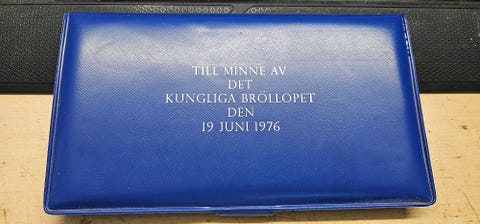 TILL MINNE AV
DET
KUNGLIGA BRÖLLOPET
DEN
19 JUNI 1976